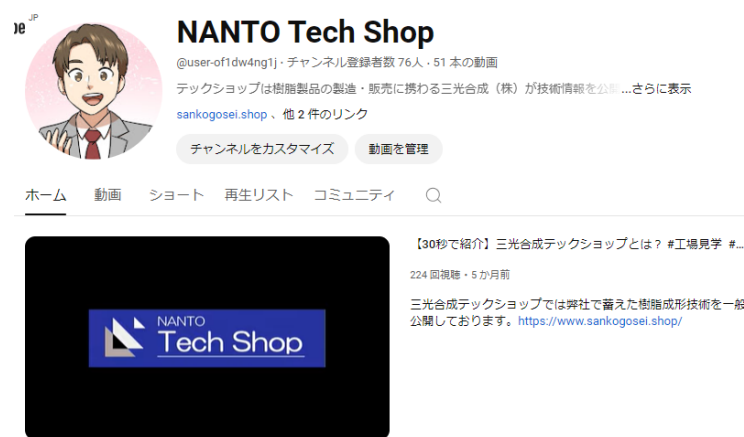 JP
NANTO Tech Shop
@user-of1dw4ng1j・チャンネル登録者数 76人・51 本の動画
テックショップは樹脂製品の製造・販売に携わる三光合成（株）が技術情報を公開 ...さらに表示
sankogosei.shop 、他 2 件のリンク
チャンネルをカスタマイズ 動画を管理
ホーム 動画 ショート 再生リスト コミュニティ
【30秒で紹介】三光合成テックショップとは？ #工場見学 #...
224 回視聴・5 か月前
三光合成テックショップでは弊社で蓄えた樹脂成形技術を一般
公開しております。https://www.sankogosei.shop/
NANTO
Tech Shop